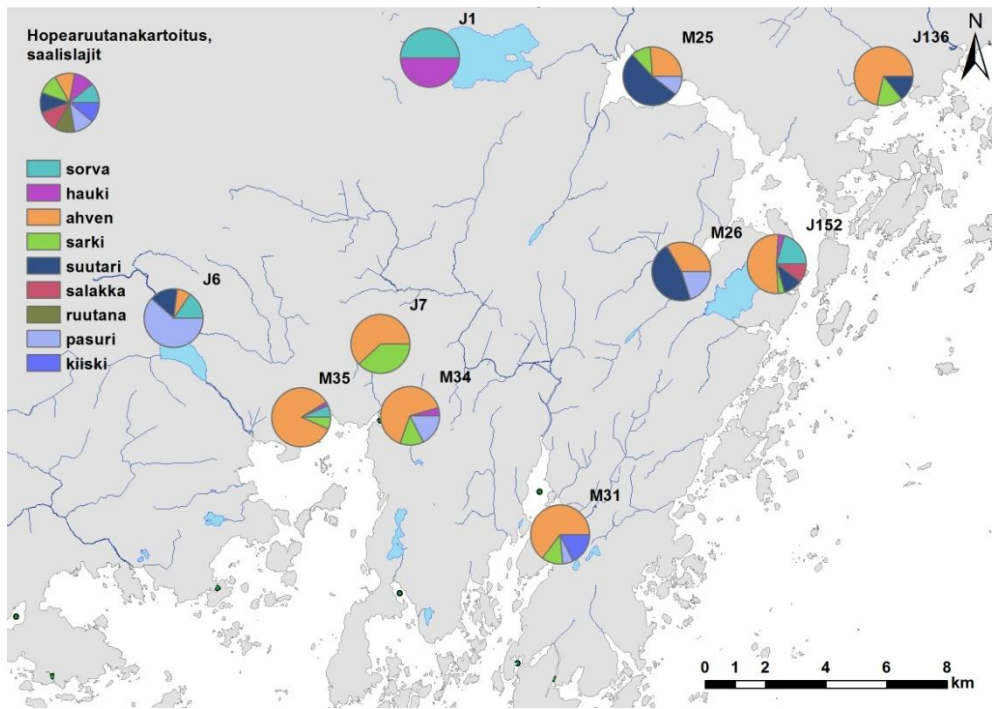 Hopearuutanakartoitus,
saalislajit
sorva
hauki
ahven
sarki
suutari
salakka
ruutana
pasuri
kiiski
J1
M25
J136
N
M26
J152
J6
J7
M35
M34
M31
0 1 2 4 6 8
km